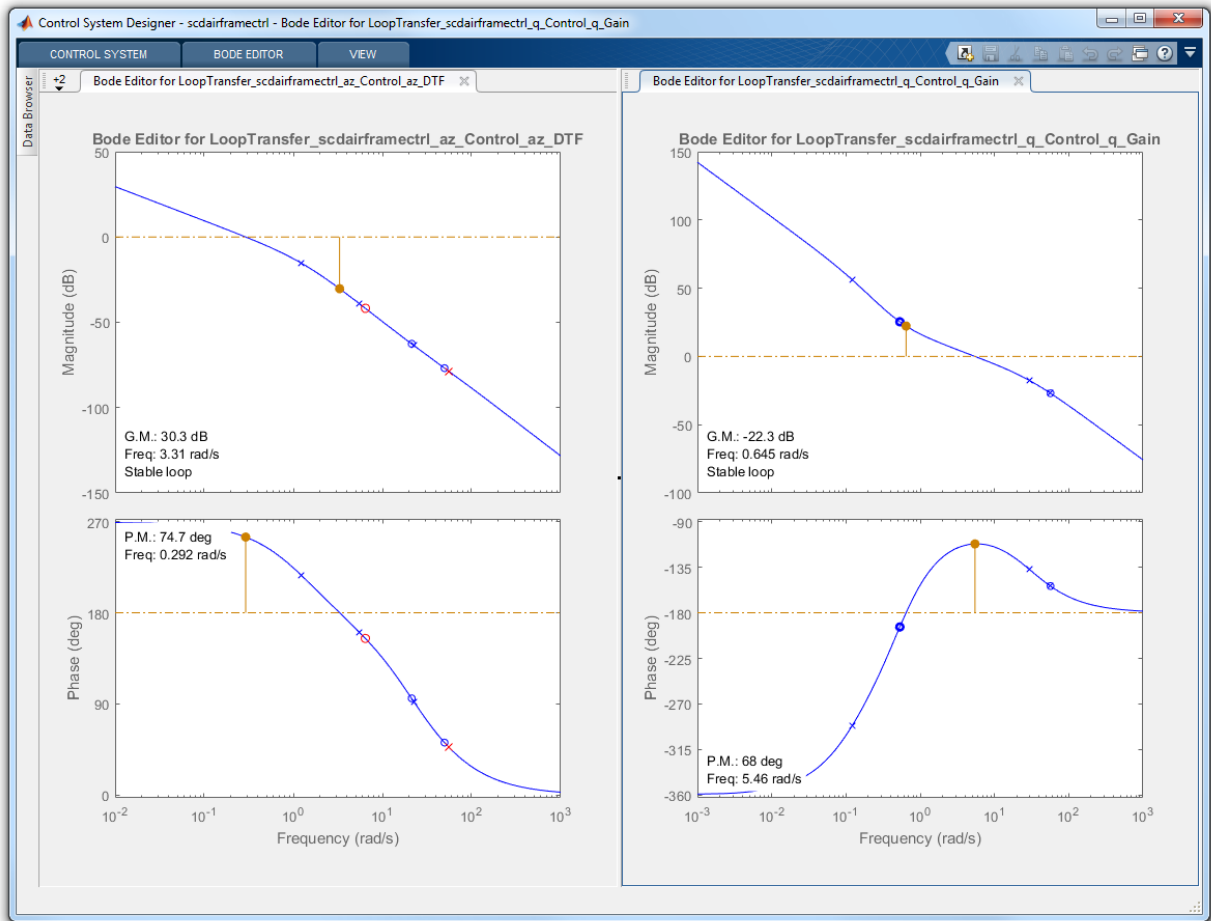 Control System Designer - scdairframectrl - Bode Editor for LoopTransfer_scdairframectrl_q_Control_q_Gain
CONTROL SYSTEM
BODE EDITOR
VIEW
Data Browser
+2
Bode Editor for LoopTransfer_scdairframectrl_az_Control_az_DTF
Bode Editor for LoopTransfer_scdairframectrl_az_Control_az_DTF
50
0
-50
-100
-150
Magnitude (dB)
G.M.: 30.3 dB
Freq: 3.31 rad/s
Stable loop
270
180
90
0
Phase (deg)
P.M.: 74.7 deg
Freq: 0.292 rad/s
10^-2
10^-1
10^0
10^1
10^2
10^3
Frequency (rad/s)
Bode Editor for LoopTransfer_scdairframectrl_q_Control_q_Gain
Bode Editor for LoopTransfer_scdairframectrl_q_Control_q_Gain
150
100
50
0
-50
-100
Magnitude (dB)
G.M.: -22.3 dB
Freq: 0.645 rad/s
Stable loop
-90
-135
-180
-225
-270
-315
-360
Phase (deg)
P.M.: 68 deg
Freq: 5.46 rad/s
10^-3
10^-2
10^-1
10^0
10^1
10^2
10^3
Frequency (rad/s)